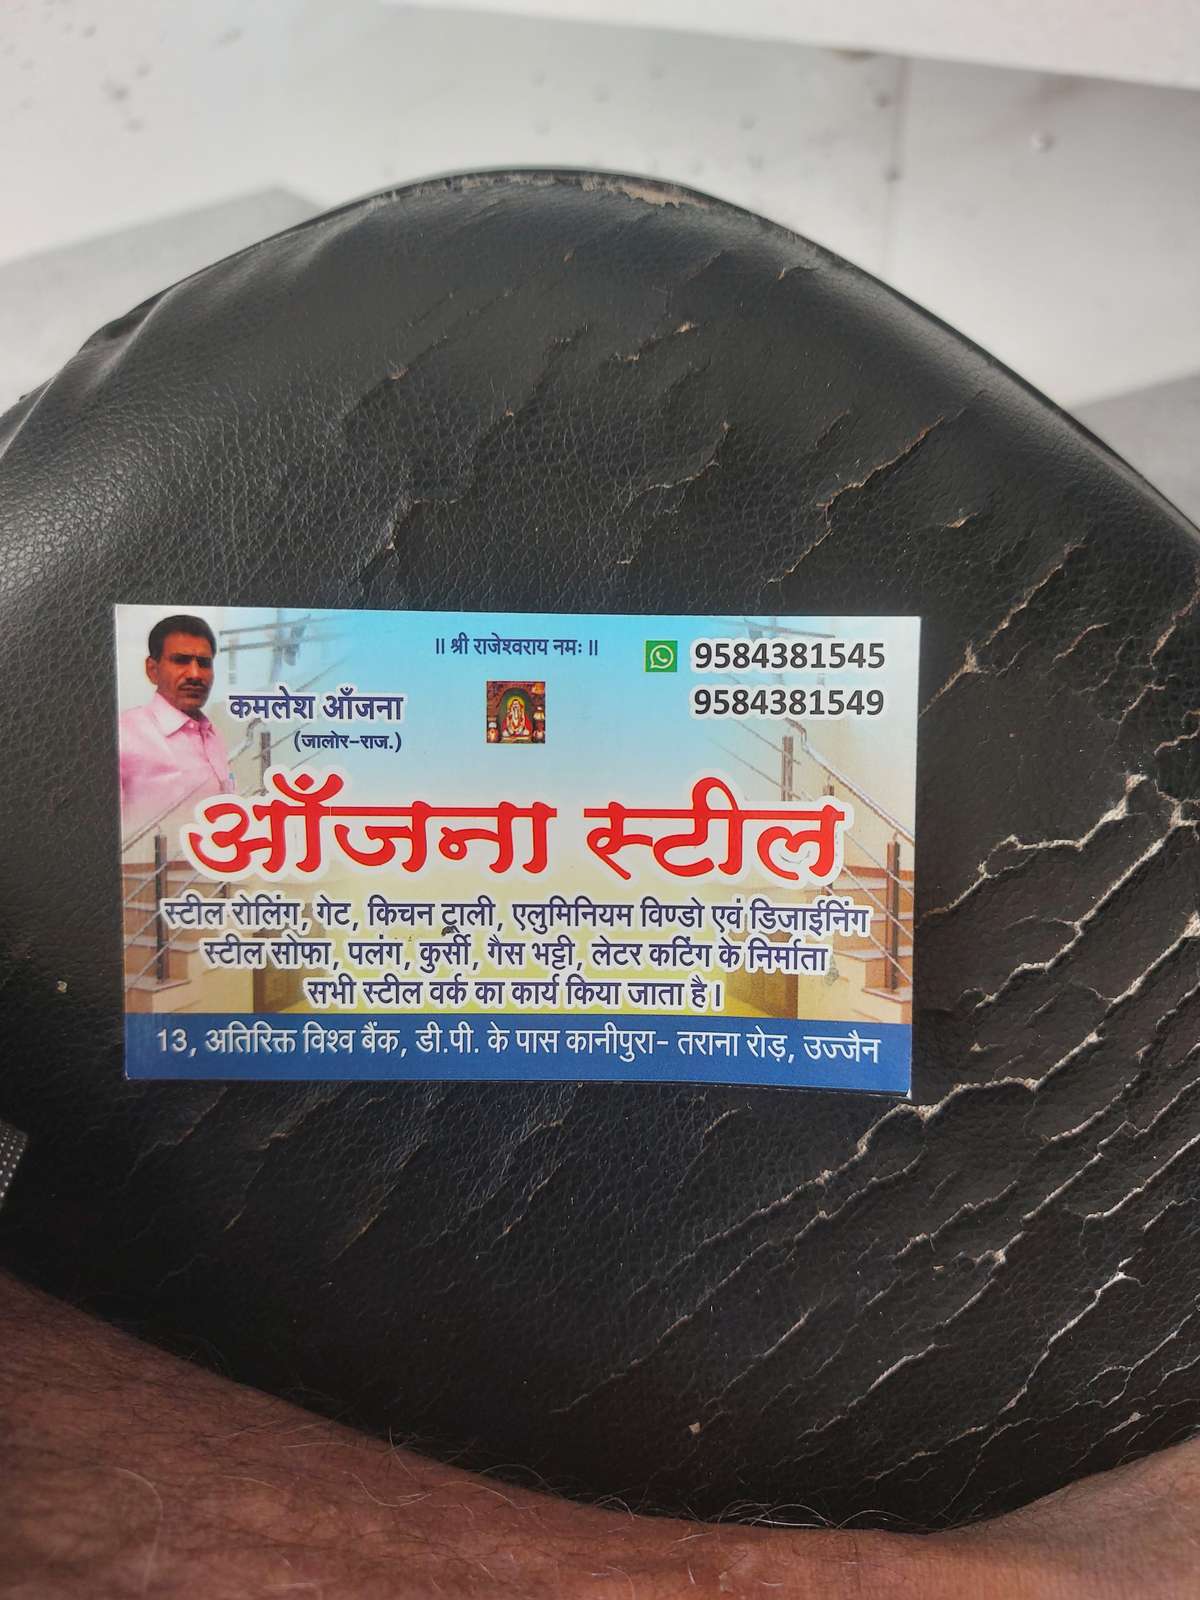 ॥ श्री राजेश्वराय नमः ॥
9584381545
9584381549
कमलेश आँजना
(जालोर-राज.)
आँजना स्टील
स्टील रोलिंग, गेट, किचन ट्राली, एलुमिनियम विण्डो एवं डिजाईनिंग
स्टील सोफा, पलंग, कुर्सी, गैस भट्टी, लेटर कटिंग के निर्माता
सभी स्टील वर्क का कार्य किया जाता है।
13, अतिरिक्त विश्व बैंक, डी.पी. के पास कानीपुरा- तराना रोड़, उज्जैन